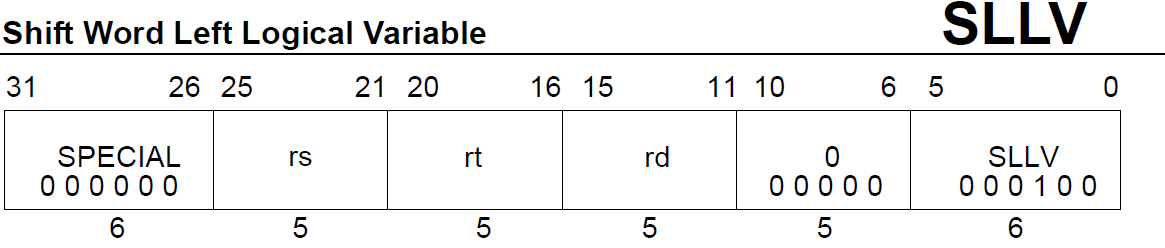 Shift Word Left Logical Variable SLLV
31 26 25 21 20 16 15 11 10 6 5 0
SPECIAL rs rt rd 0 SLLV
0 0 0 0 0 0 0 0 0 0 0 0 0 0 1 0 0
6 5 5 5 5 6